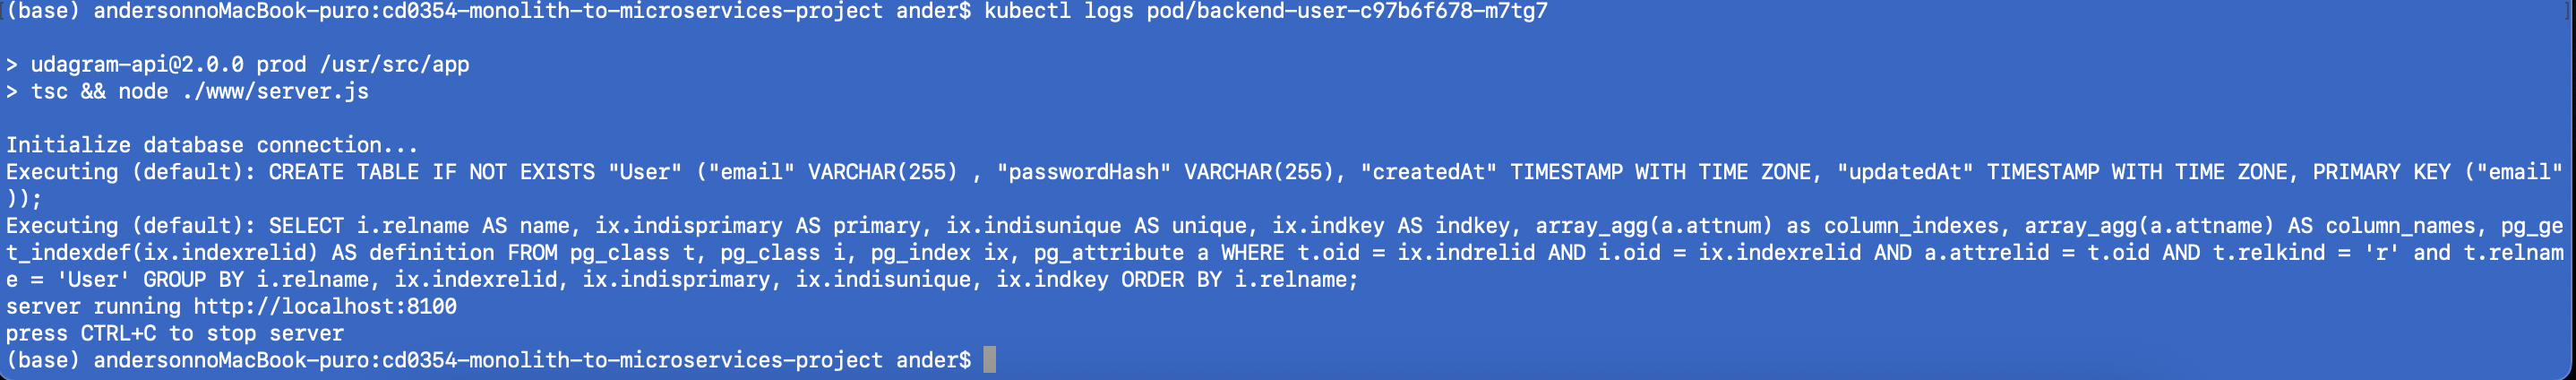 (base) andersonnoMacBook-puro:cd0354-monolith-to-microservices-project ander$ kubectl logs pod/backend-user-c97b6f678-m7tg7
> udagram-api@2.0.0 prod /usr/src/app
> tsc && node ./www/server.js
Initialize database connection...
Executing (default): CREATE TABLE IF NOT EXISTS "User" ("email" VARCHAR(255) , "passwordHash" VARCHAR(255), "createdAt" TIMESTAMP WITH TIME ZONE, "updatedAt" TIMESTAMP WITH TIME ZONE, PRIMARY KEY ("email"
));
Executing (default): SELECT i.relname AS name, ix.indisprimary AS primary, ix.indisunique AS unique, ix.indkey AS indkey, array_agg(a.attnum) as column_indexes, array_agg(a.attname) AS column_names, pg_ge
t_indexdef(ix.indexrelid) AS definition FROM pg_class t, pg_class i, pg_index ix, pg_attribute a WHERE t.oid = ix.indrelid AND i.oid = ix.indexrelid AND a.attrelid = t.oid AND t.relkind = 'r' and t.relnam
e = 'User' GROUP BY i.relname, ix.indexrelid, ix.indisprimary, ix.indisunique, ix.indkey ORDER BY i.relname;
server running http://localhost:8100
press CTRL+C to stop server
(base) andersonnoMacBook-puro:cd0354-monolith-to-microservices-project ander$